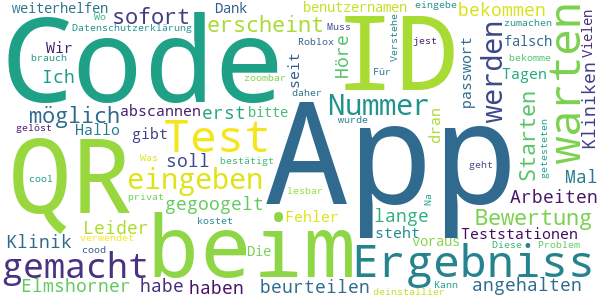 weiterhelfen Wo sofort Dank erscheint benutzernamen Roblox Muss eingebe zumachen
Code ID App beim QR
Datenschutzerklärung bekommen Verstehe jest falsch Vielen
brauch Wir Ich zoombar seit Höre Für passwort werden bekomme warten Kliniken
möglich abscannen erst bitte daher Nummer Tagen
gelöst Hallo gibt Test wurde dran Starten getesteten
Was bestätigt soll eingeben geht Mal
cool privat gegoogelt lesbar Na Arbeiten
Leider kostet Fehler lange Bewertung
Klinik verwendet steht voraus Teststationen
gemacht cood Die Ergebniss Diese Problem
Elmshorner habe haben beurteilen deinstallier Kann angehalten